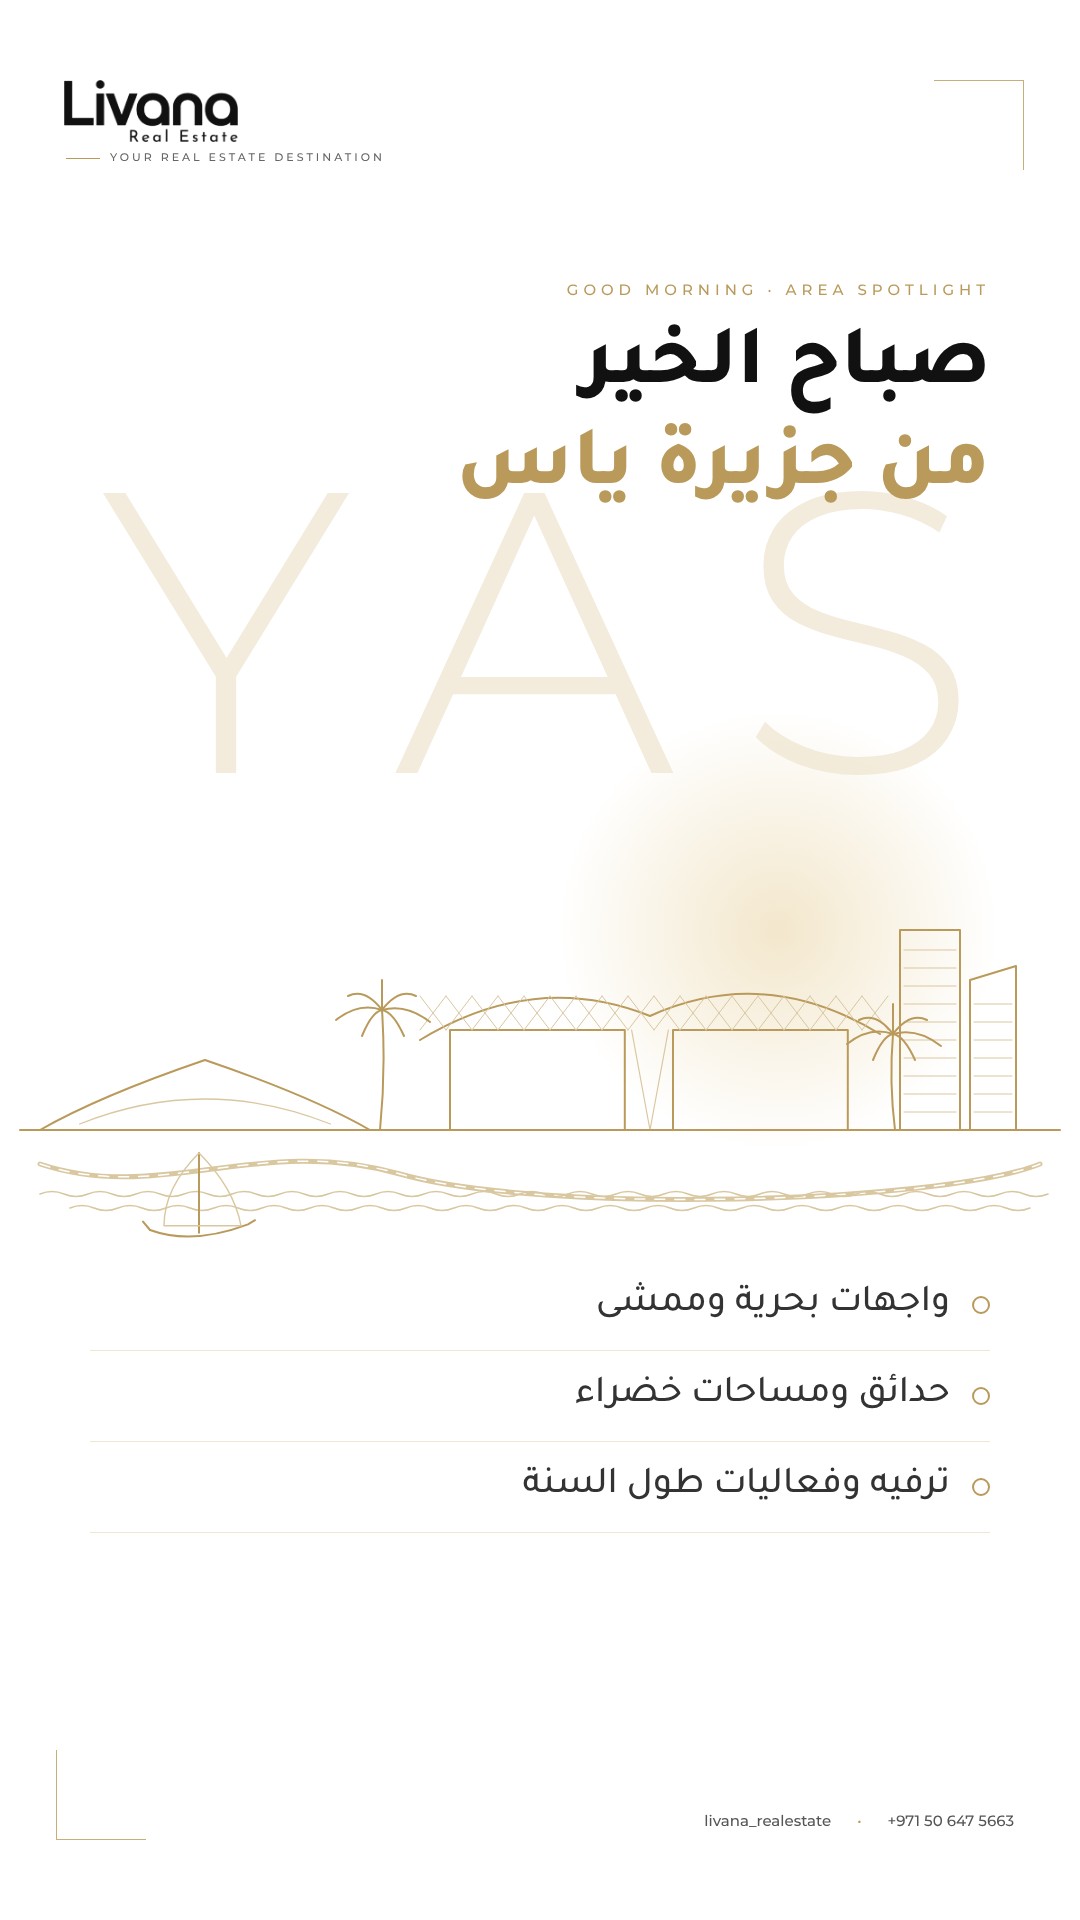 Livana
Real Estate
YOUR REAL ESTATE DESTINATION
GOOD MORNING · AREA SPOTLIGHT
صباح الخير
من جزيرة ياس
YAS
واجهات بحرية وممشى
حدائق ومساحات خضراء
ترفيه وفعاليات طول السنة
livana_realestate · +971 50 647 5663